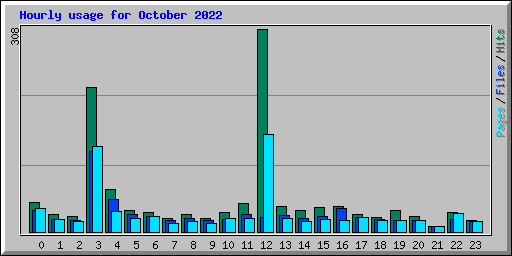 Hourly usage for October 2022
308
Pages / Files / Hits
0 1 2 3 4 5 6 7 8 9 10 11 12 13 14 15 16 17 18 19 20 21 22 23